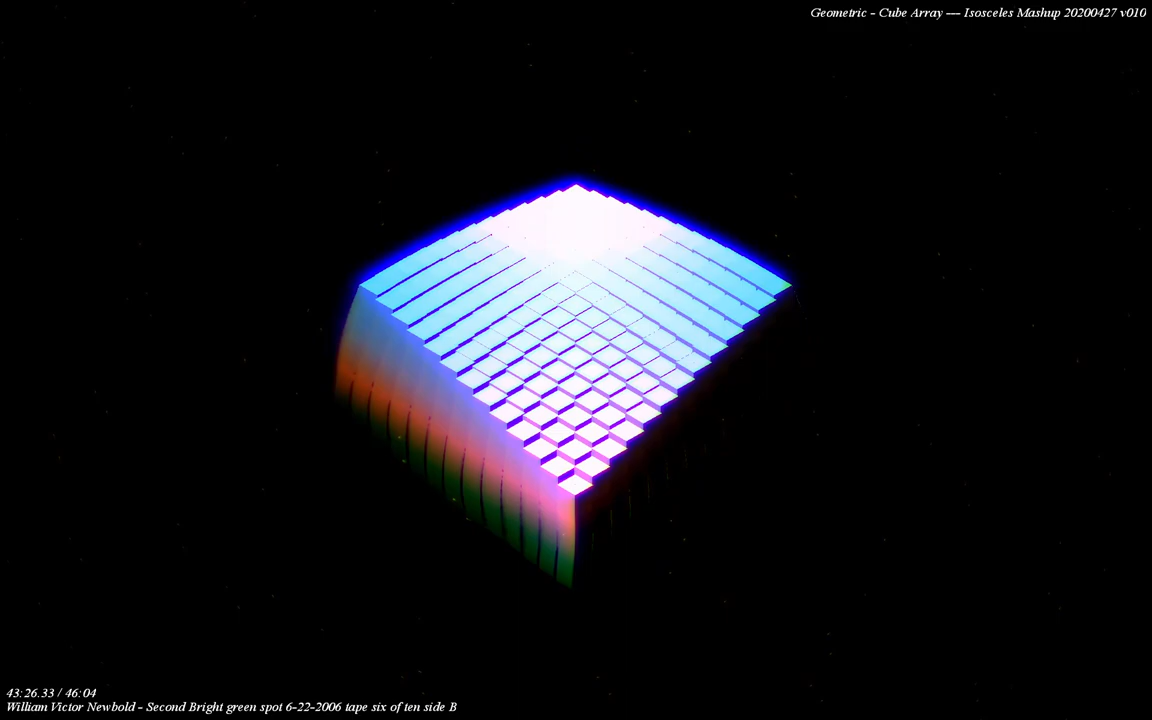 Geometric - Cube Array --- Isosceles Mashup 20200427 v010
43:26.33 / 46:04
William Victor Newbold - Second Bright green spot 6-22-2006 tape six of ten side B